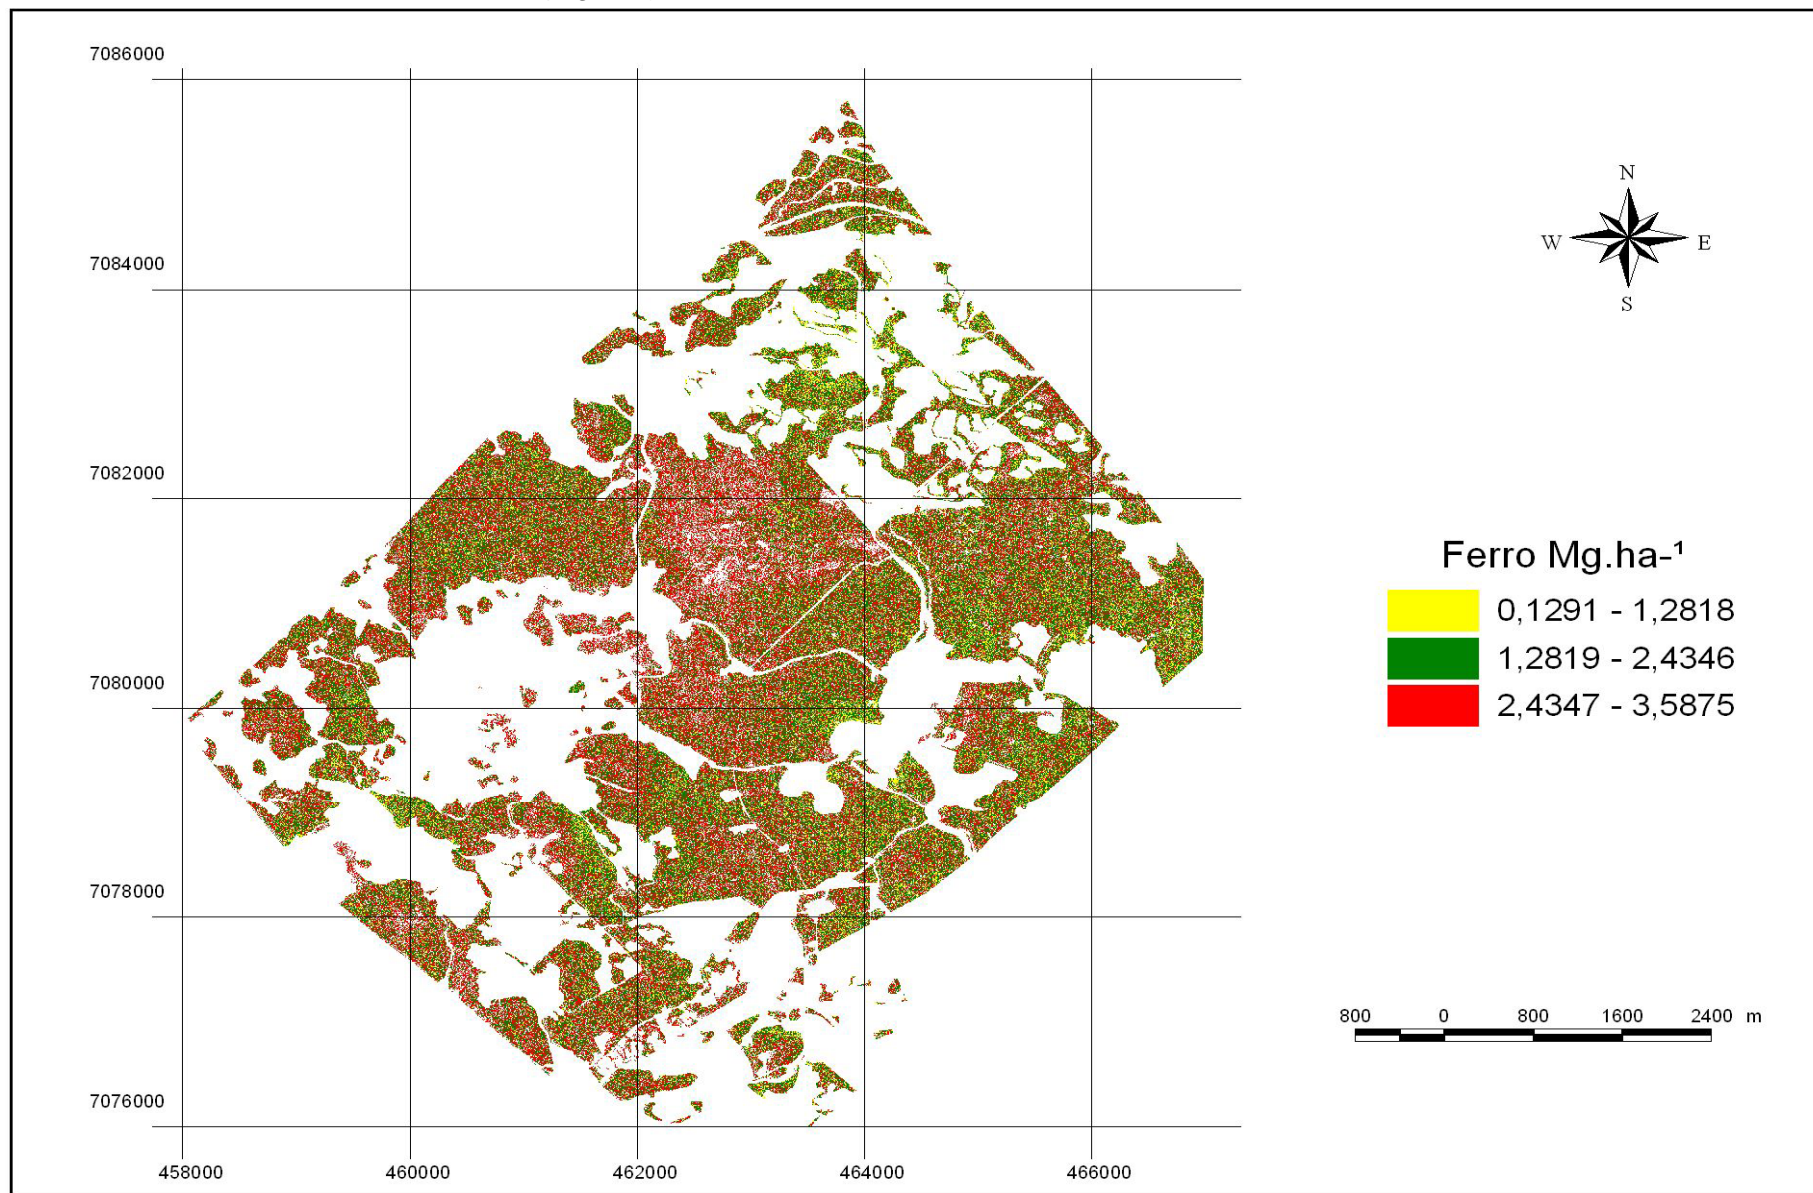 7086000
7084000
7082000
7080000
7078000
7076000
458000 460000 462000 464000 466000
N
W E
S
Ferro Mg.ha-¹
0,1291 - 1,2818
1,2819 - 2,4346
2,4347 - 3,5875
800 0 800 1600 2400 m